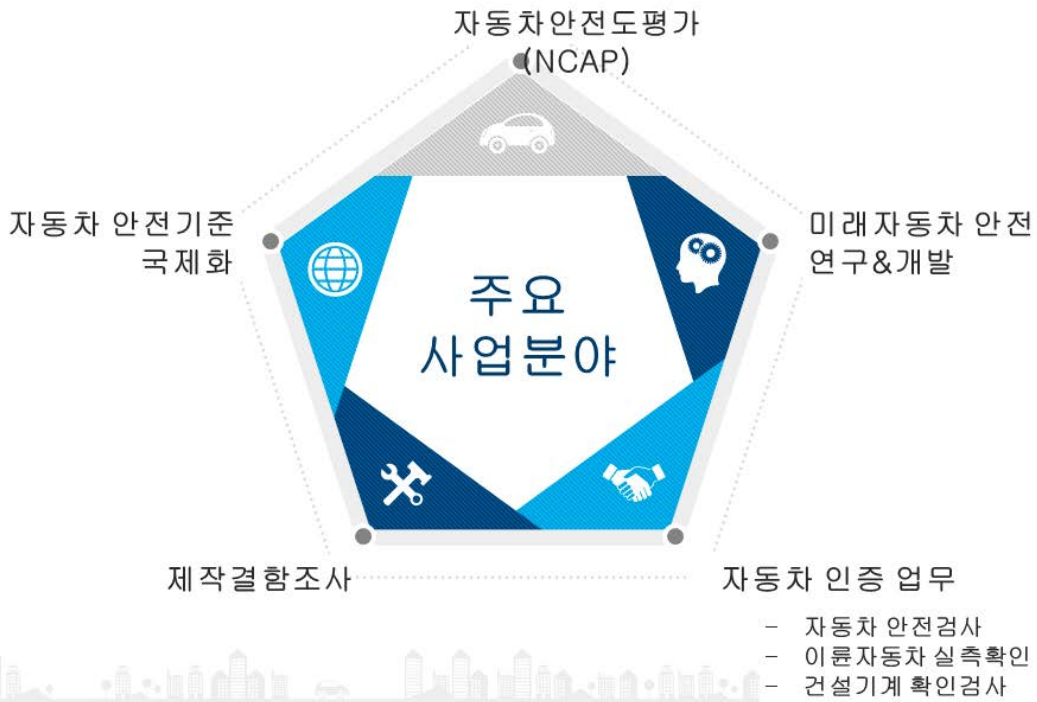 자동차안전도평가
(NCAP)
자동차 안전기준
국제화
미래자동차 안전
연구&개발
주요
사업분야
제작결함조사
자동차 인증 업무
- 자동차 안전검사
- 이륜자동차 실측확인
- 건설기계 확인검사